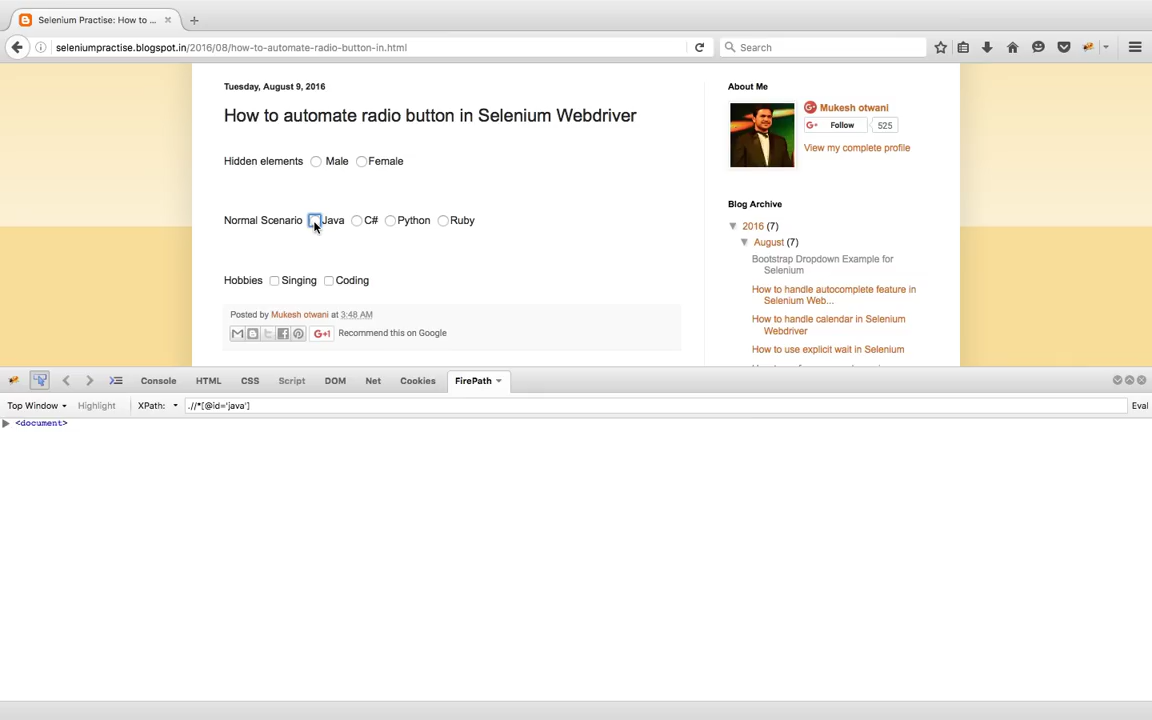 Selenium Practise: How to ...
seleniumpractise.blogspot.in/2016/08/how-to-automate-radio-button-in.html
Search
Tuesday, August 9, 2016
How to automate radio button in Selenium Webdriver
Hidden elements Male Female
Normal Scenario Java C# Python Ruby
Hobbies Singing Coding
Posted by Mukesh otwani at 3:48 AM
G+1 Recommend this on Google
About Me
G+ Mukesh otwani
G+ Follow 525
View my complete profile
Blog Archive
▼ 2016 (7)
▼ August (7)
Bootstrap Dropdown Example for
Selenium
How to handle autocomplete feature in
Selenium Web...
How to handle calendar in Selenium
Webdriver
How to use explicit wait in Selenium
Console HTML CSS Script DOM Net Cookies FirePath
Top Window Highlight XPath: .//*[@id='java'] Eval
<document>